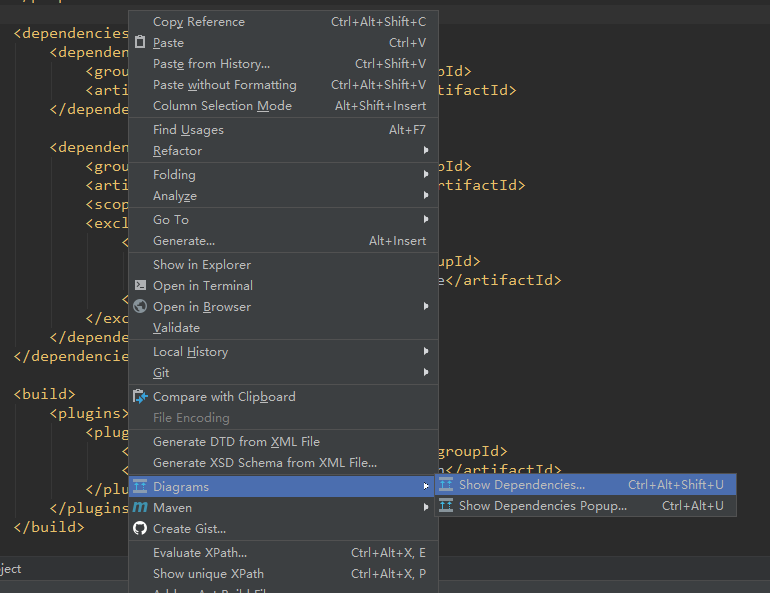 <dependencies
Copy Reference Ctrl+Alt+Shift+C
<dependen Paste Ctrl+V
<grou Paste from History... Ctrl+Shift+V pId>
<arti Paste without Formatting Ctrl+Alt+Shift+V tifactId>
</depende Column Selection Mode Alt+Shift+Insert
Find Usages Alt+F7
<dependen Refactor
<grou pId>
Folding
<arti Analyze rtifactId>
<scop
<excl Go To
< Generate... Alt+Insert
Show in Explorer upId>
Open in Terminal e</artifactId>
< Open in Browser
</exc
Validate
</depende
Local History
</dependencie
Git
<build> Compare with Clipboard
<plugins> File Encoding
<plug Generate DTD from XML File
< groupId>
Generate XSD Schema from XML File...
< n</artifactId>
</plu Diagrams Show Dependencies... Ctrl+Alt+Shift+U
</plugins Maven Show Dependencies Popup... Ctrl+Alt+U
</build> Create Gist...
Evaluate XPath... Ctrl+Alt+X, E
ject Show unique XPath Ctrl+Alt+X, P